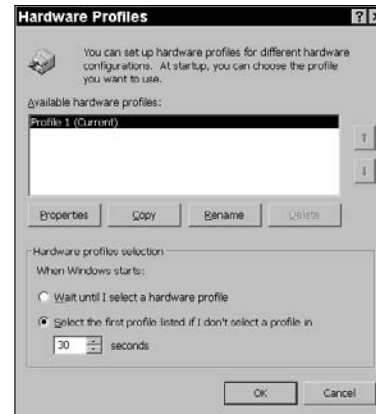 Hardware Profiles
You can set up hardware profiles for different hardware
configurations. At startup, you can choose the profile
you want to use.
Available hardware profiles:
Profile 1 (Current)
Properties Copy Rename Delete
Hardware profiles selection
When Windows starts:
Wait until I select a hardware profile
Select the first profile listed if I don't select a profile in
30 seconds
OK Cancel